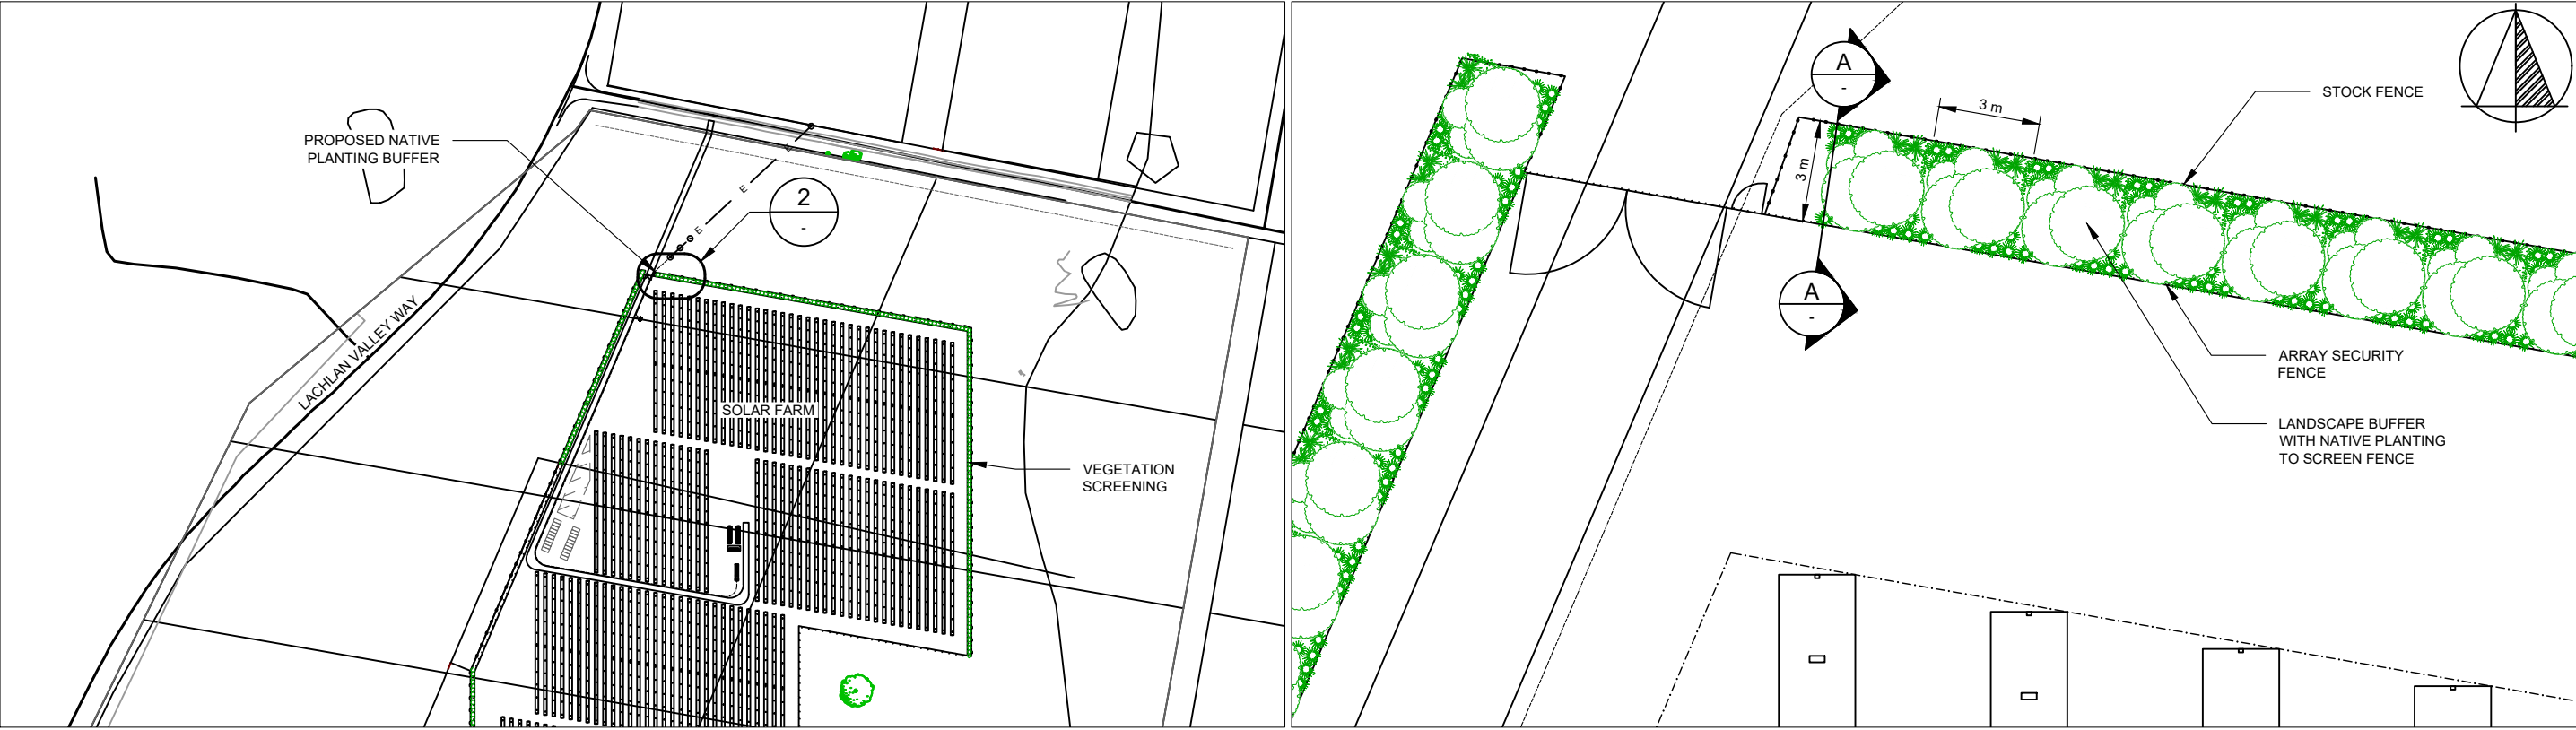 PROPOSED NATIVE
PLANTING BUFFER
2
-
E
E
LACHLAN VALLEY WAY
SOLAR FARM
VEGETATION
SCREENING
A
-
3 m
3 m
STOCK FENCE
A
-
ARRAY SECURITY
FENCE
LANDSCAPE BUFFER
WITH NATIVE PLANTING
TO SCREEN FENCE